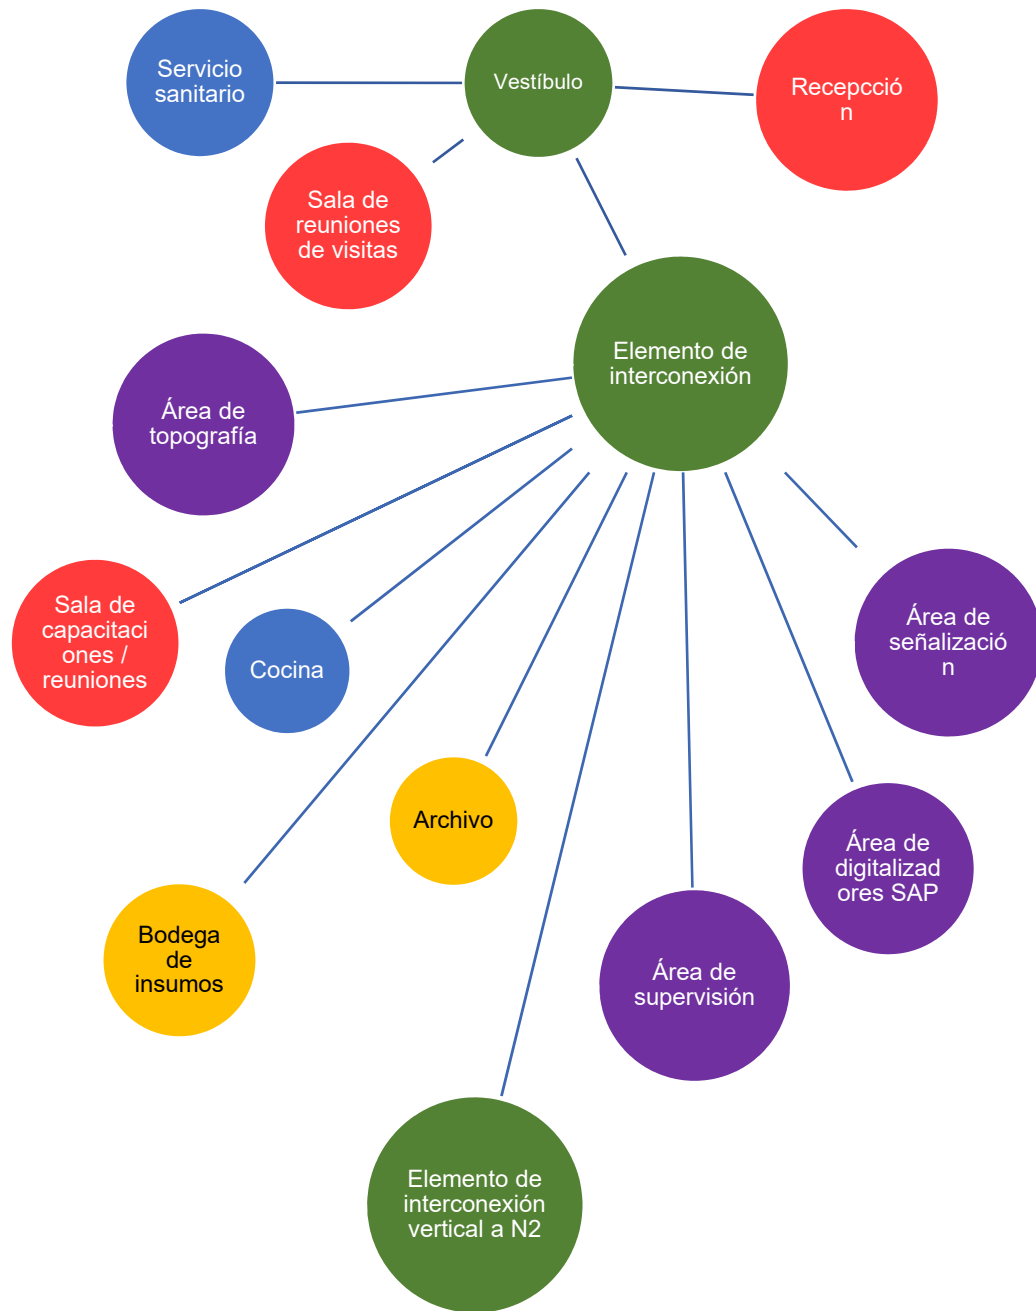 Servicio
sanitario
Vestíbulo
Recepcció
n
Sala de
reuniones
de visitas
Elemento de
interconexión
Área de
topografía
Sala de
capacitaci
ones /
reuniones
Cocina
Área de
señalizació
n
Archivo
Área de
digitalizad
ores SAP
Bodega
de
insumos
Área de
supervisión
Elemento de
interconexión
vertical a N2